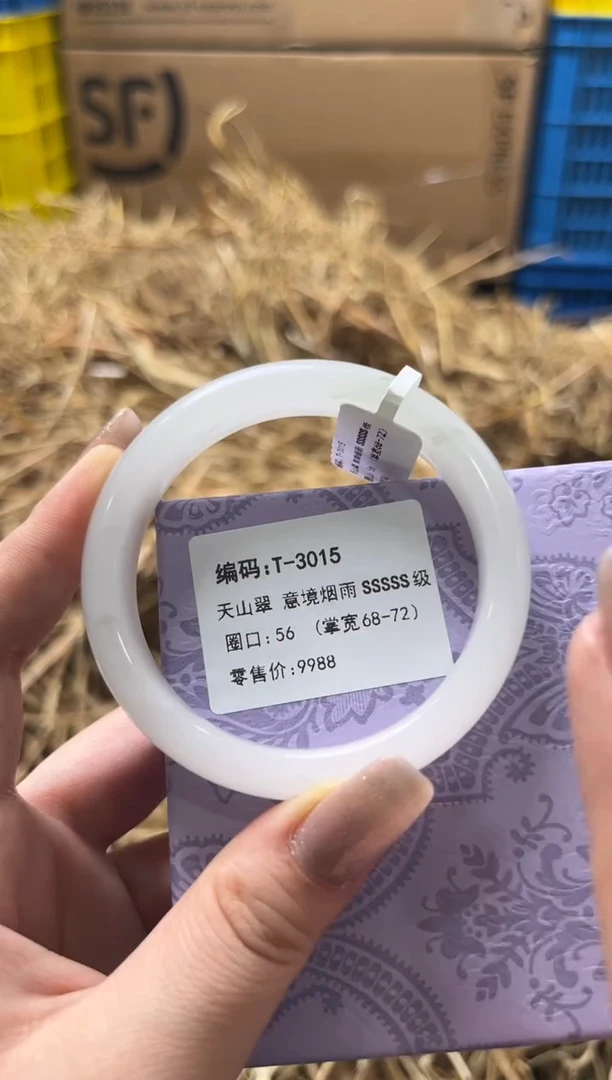 SF
编码:T-3015
天山翠 意境烟雨 SSSSS级
圈口:56 (掌宽68-72)
零售价:9988